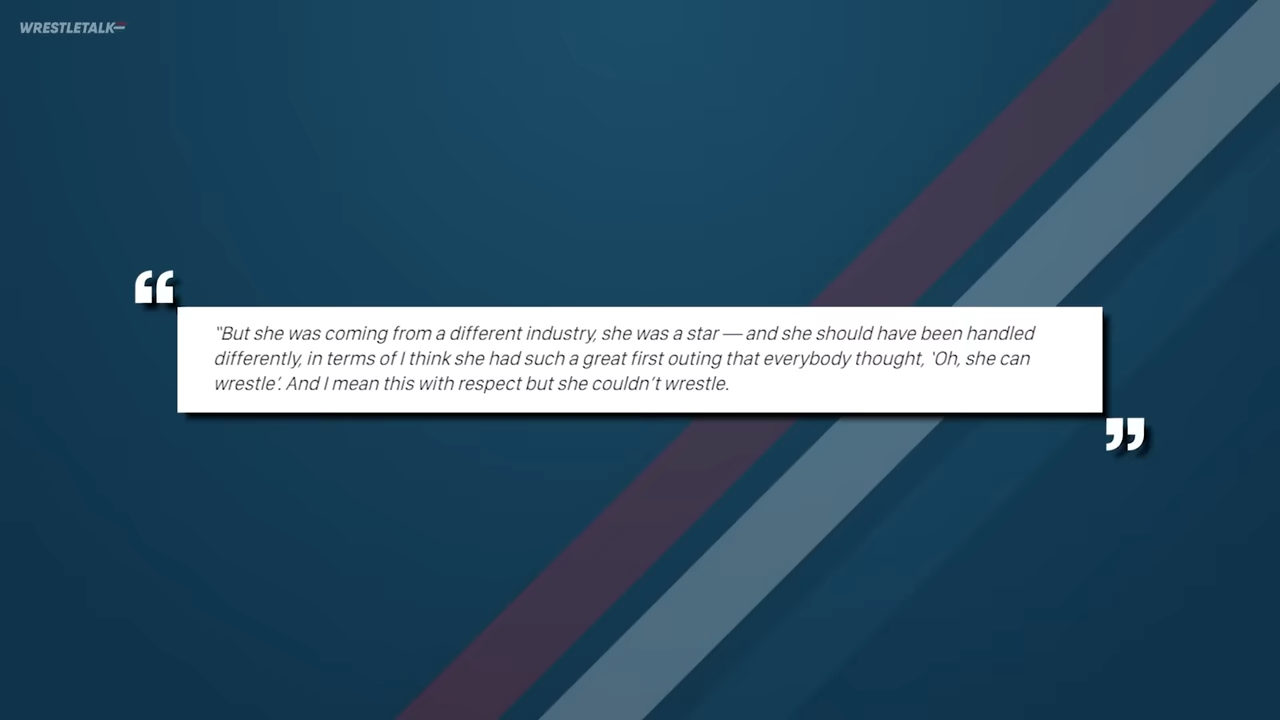 WRESTLETALK
“
"But she was coming from a different industry, she was a star — and she should have been handled
differently, in terms of I think she had such a great first outing that everybody thought, ‘Oh, she can
wrestle’. And I mean this with respect but she couldn’t wrestle.
”